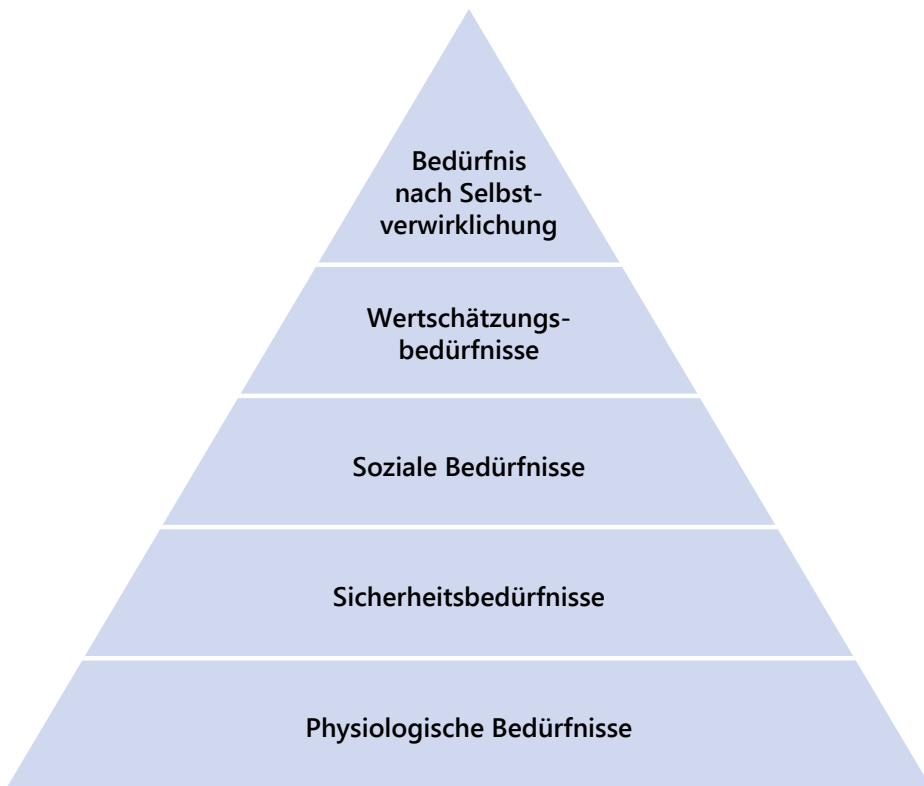 Bedürfnis
nach Selbst-
verwirklichung
Wertschätzungs-
bedürfnisse
Soziale Bedürfnisse
Sicherheitsbedürfnisse
Physiologische Bedürfnisse